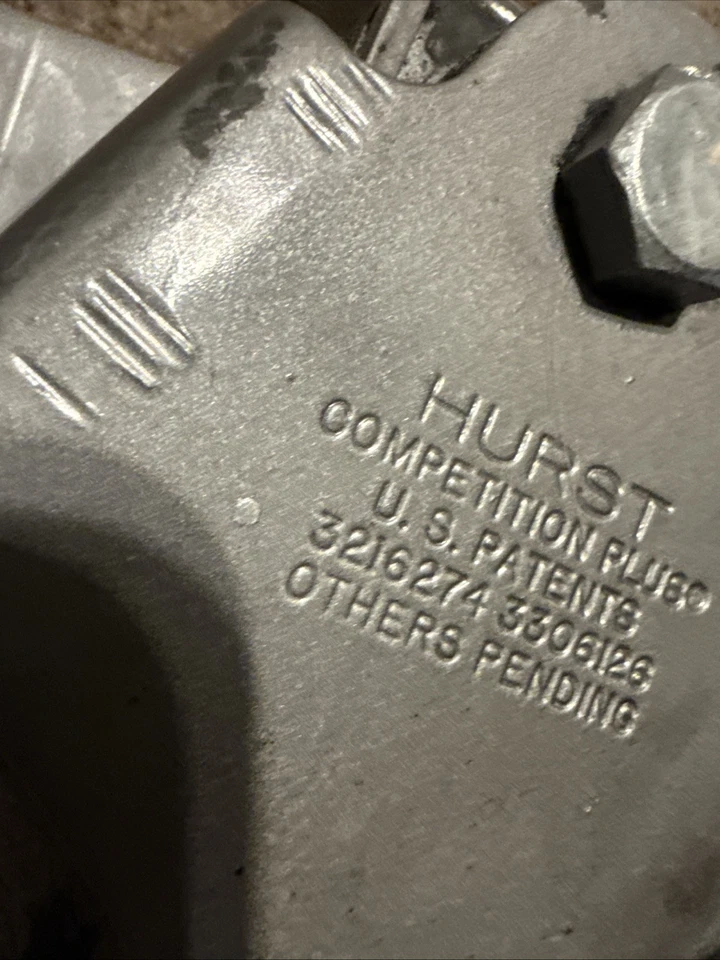 HURST
COMPETITION PLUS®
U. S. PATENTS
3216274 3306126
OTHERS PENDING